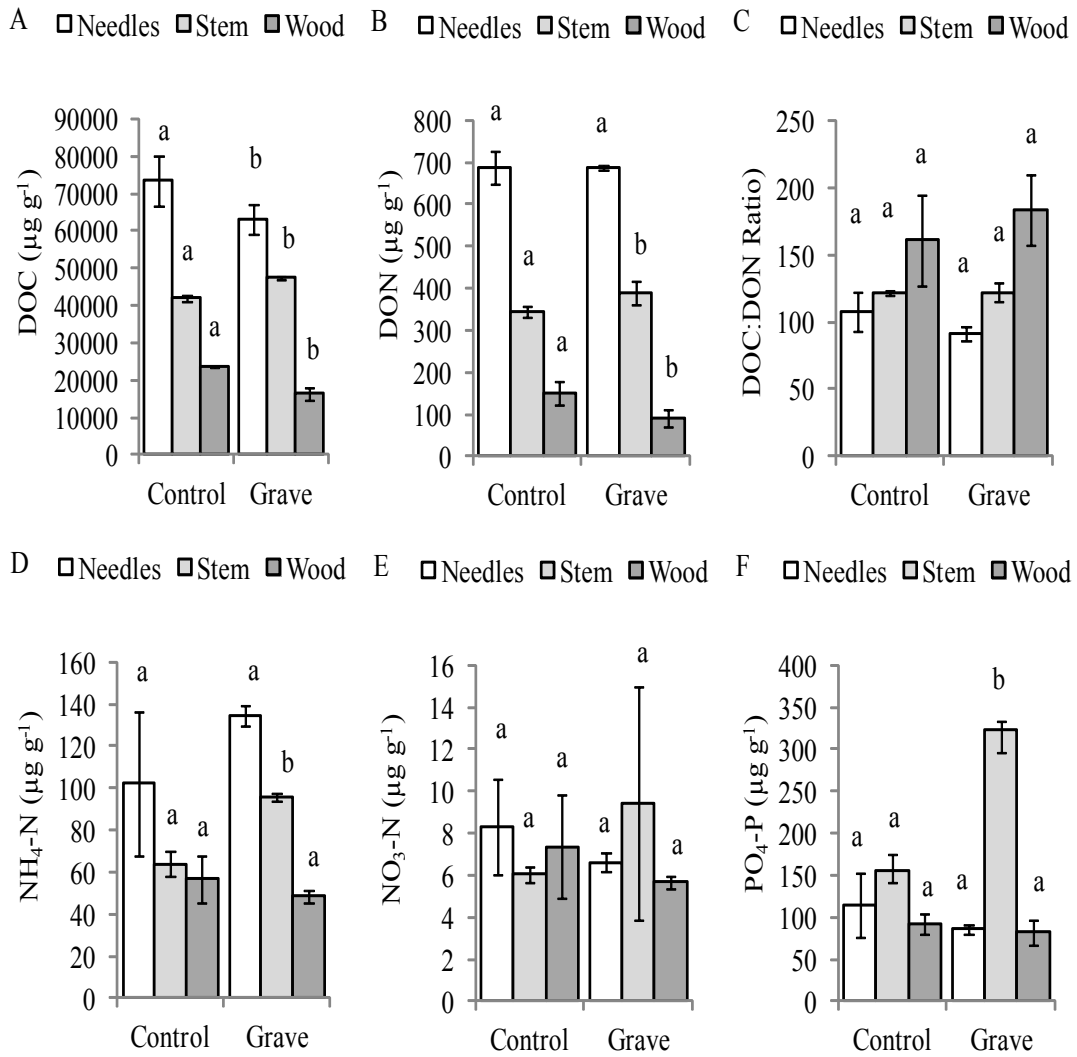 A Needles Stem Wood
B Needles Stem Wood
C Needles Stem Wood
DOC (µg g-1)
90000
80000
70000
60000
50000
40000
30000
20000
10000
0
a
a
a
b
b
b
Control Grave
DON (µg g-1)
800
700
600
500
400
300
200
100
0
a
a
a
a
b
b
Control Grave
DOC:DON Ratio)
250
200
150
100
50
0
a
a
a
a
a
a
Control Grave
D Needles Stem Wood
E Needles Stem Wood
F Needles Stem Wood
NH4-N (µg g-1)
160
140
120
100
80
60
40
20
0
a
a
a
a
b
a
Control Grave
NO3-N (µg g-1)
16
14
12
10
8
6
4
2
0
a
a
a
a
a
a
Control Grave
PO4-P (µg g-1)
400
350
300
250
200
150
100
50
0
a
a
a
a
b
a
Control Grave